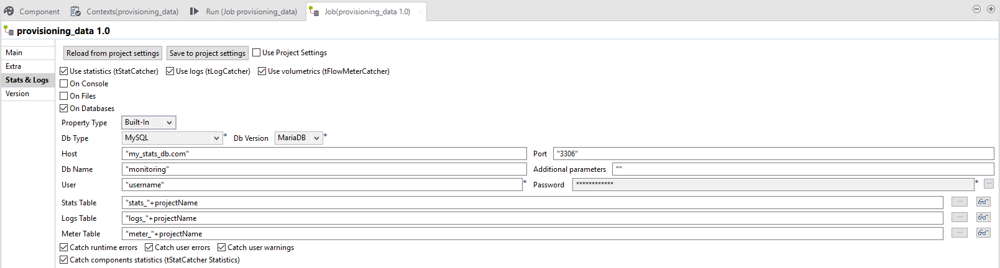 Component Contexts(provisioning_data) Run (Job provisioning_data) Job(provisioning_data 1.0)
provisioning_data 1.0
Main
Extra
Stats & Logs
Version
Reload from project settings Save to project settings Use Project Settings
Use statistics (tStatCatcher) Use logs (tLogCatcher) Use volumetrics (tFlowMeterCatcher)
On Console
On Files
On Databases
Property Type Built-In
Db Type MySQL * Db Version MariaDB *
Host "my_stats_db.com" Port "3306"
Db Name "monitoring" Additional parameters ""
User "username" * Password ************ * ...
Stats Table "stats_"+projectName ...
Logs Table "logs_"+projectName ...
Meter Table "meter_"+projectName ...
Catch runtime errors Catch user errors Catch user warnings
Catch components statistics (tStatCatcher Statistics)